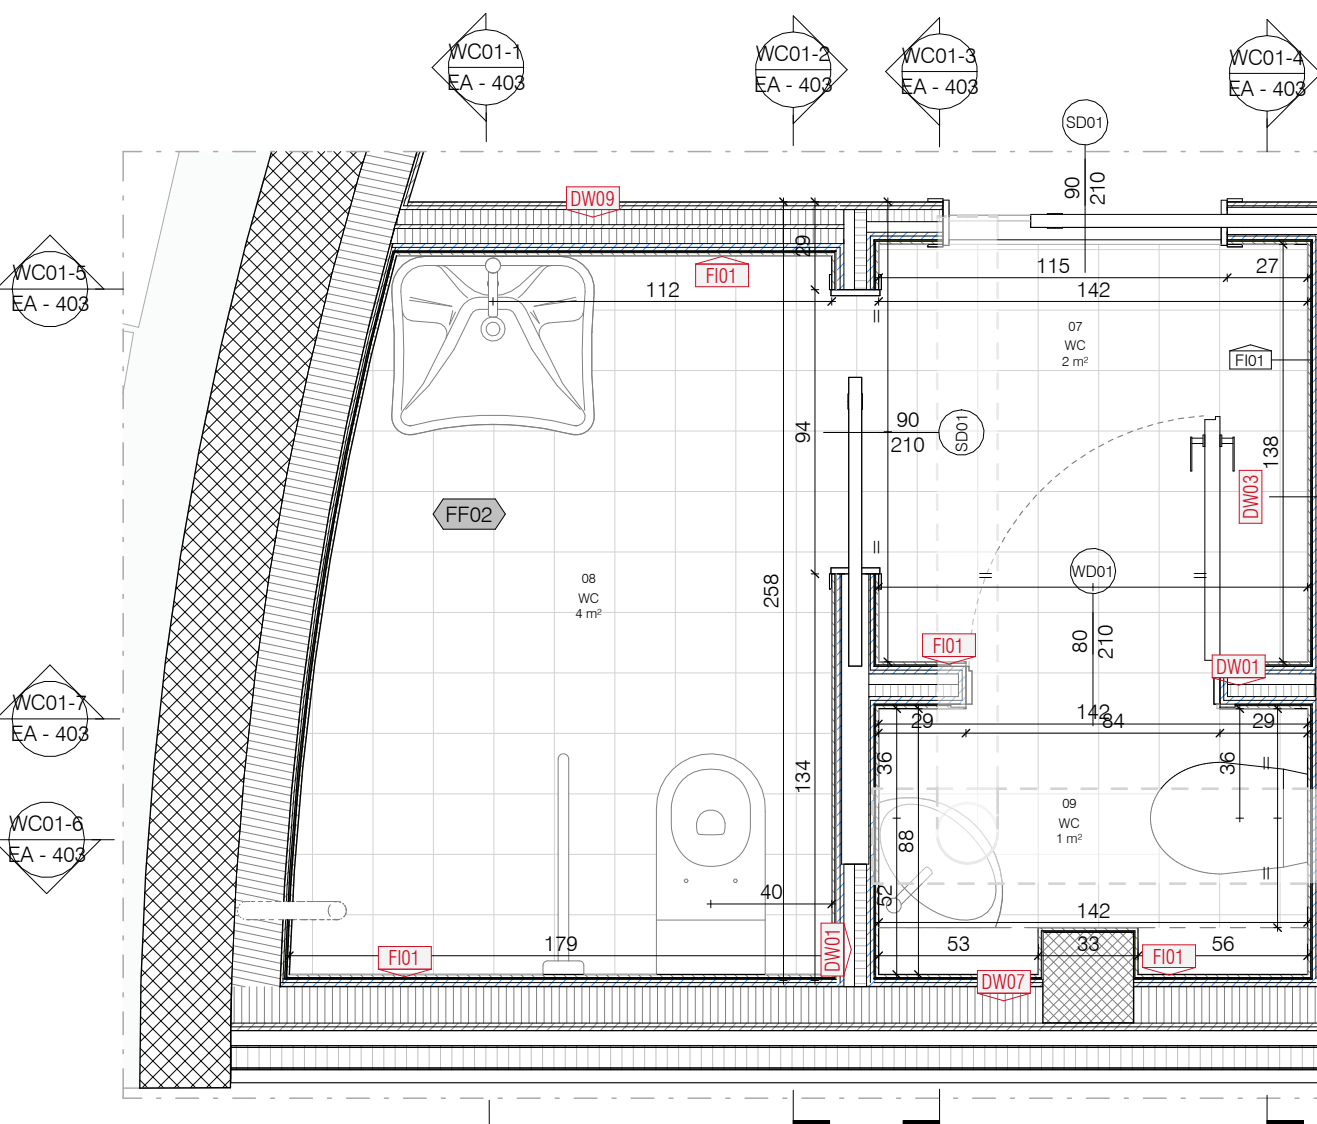 WC01-1
EA - 403
WC01-2
EA - 403
WC01-3
EA - 403
WC01-4
EA - 403
SD01
90
210
DW09
29
FI01
115
27
WC01-5
EA - 403
112
142
07
WC
2 m²
FI01
94
90
210
SD01
138
DW03
FF02
08
WC
4 m²
258
WD01
80
210
FI01
DW01
WC01-7
EA - 403
142
29
84
29
36
36
134
09
WC
1 m²
WC01-6
EA - 403
88
52
40
142
179
53
33
56
FI01
DW01
FI01
DW07